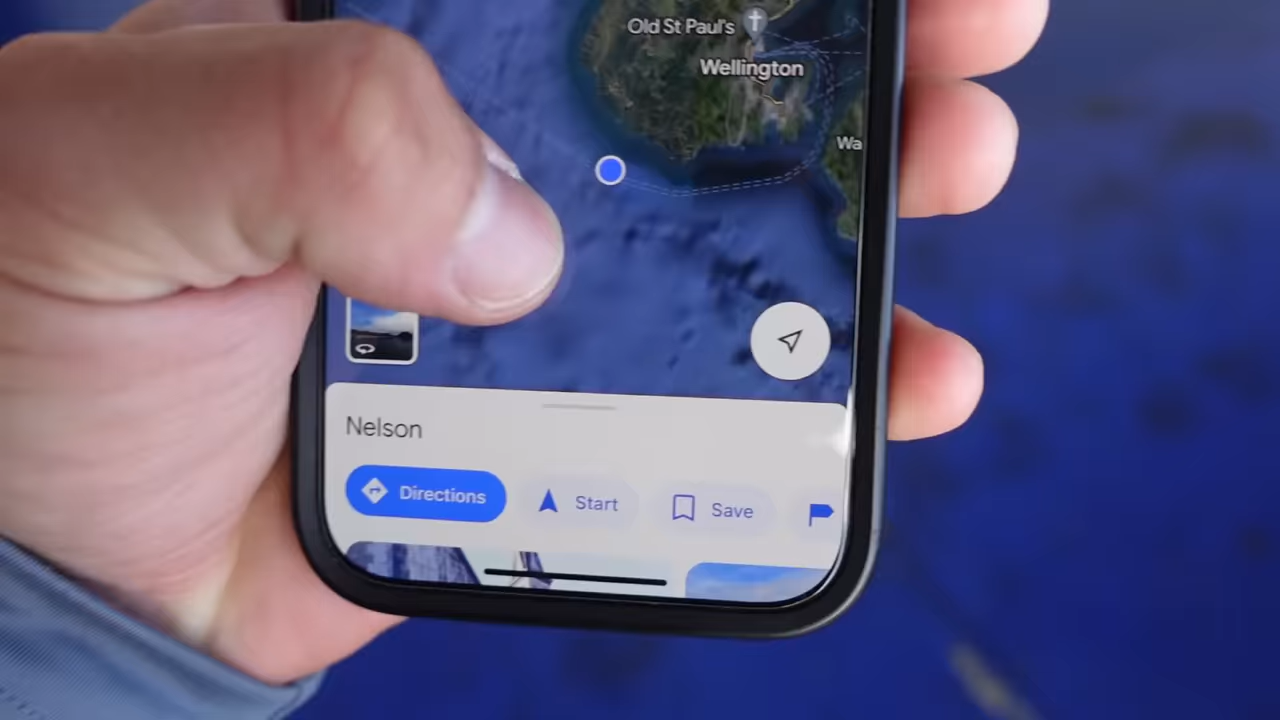 Old St Paul's
Wellington
Wa
Nelson
Directions
Start
Save